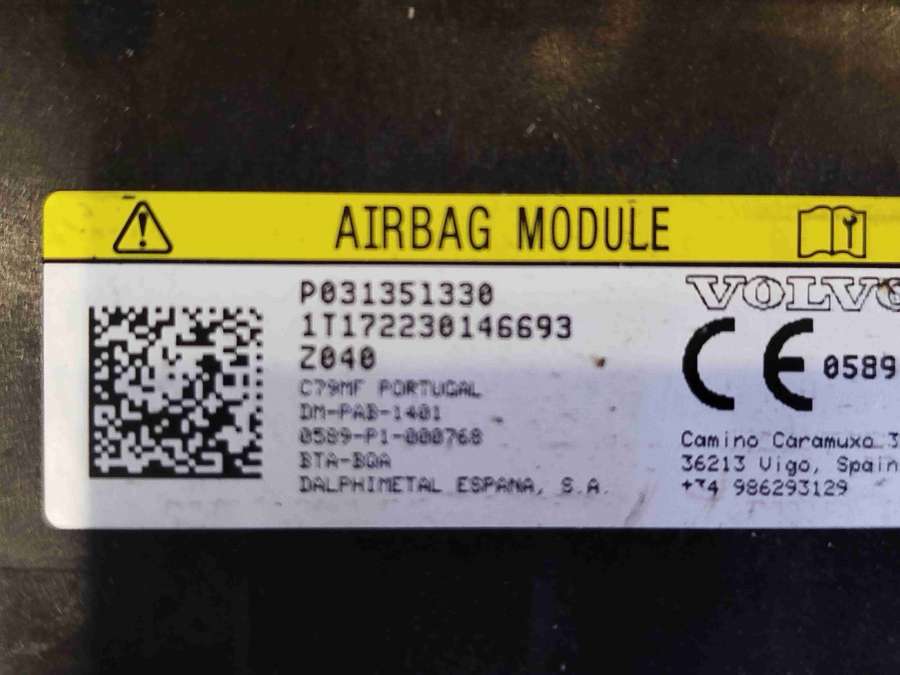 AIRBAG MODULE
P031351330
1T172230146693
Z040
C79MF PORTUGAL
DM-PAB-1401
0589-P1-000768
BTA-BQA
DALPHIMETAL ESPANA, S.A.
VOLVO
CE 0589
Camino Caramuxo 3
36213 Vigo, Spain
+34 986293129